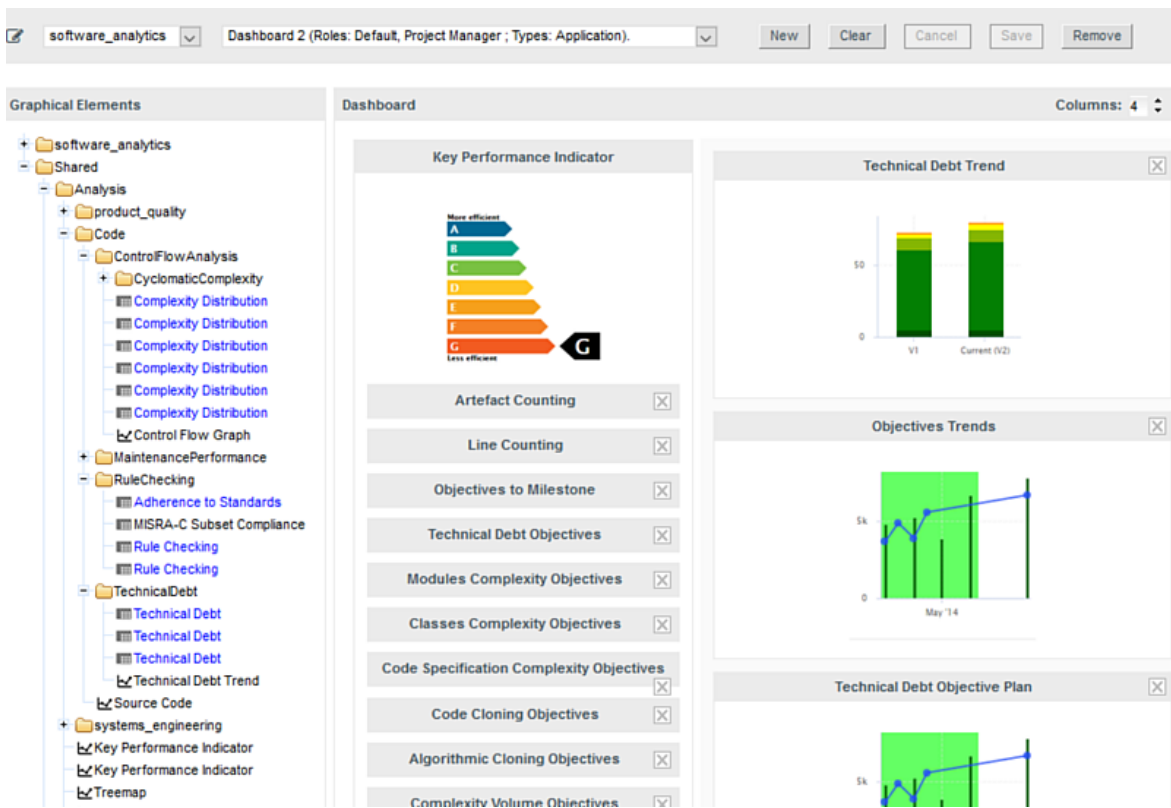 software_analytics
Dashboard 2 (Roles: Default, Project Manager ; Types: Application).
New
Clear
Cancel
Save
Remove
Graphical Elements
software_analytics
Shared
Analysis
product_quality
Code
ControlFlowAnalysis
CyclomaticComplexity
Complexity Distribution
Complexity Distribution
Complexity Distribution
Complexity Distribution
Complexity Distribution
Complexity Distribution
Control Flow Graph
MaintenancePerformance
RuleChecking
Adherence to Standards
MISRA-C Subset Compliance
Rule Checking
Rule Checking
TechnicalDebt
Technical Debt
Technical Debt
Technical Debt
Technical Debt Trend
Source Code
systems_engineering
Key Performance Indicator
Key Performance Indicator
Treemap
Dashboard
Columns: 4
Key Performance Indicator
More efficient
A
B
C
D
E
F
G
G
Less efficient
Artefact Counting
Line Counting
Objectives to Milestone
Technical Debt Objectives
Modules Complexity Objectives
Classes Complexity Objectives
Code Specification Complexity Objectives
Code Cloning Objectives
Algorithmic Cloning Objectives
Complexity Volume Objectives
Technical Debt Trend
50
0
V1
Current (V2)
Objectives Trends
5k
0
May '14
Technical Debt Objective Plan
5k